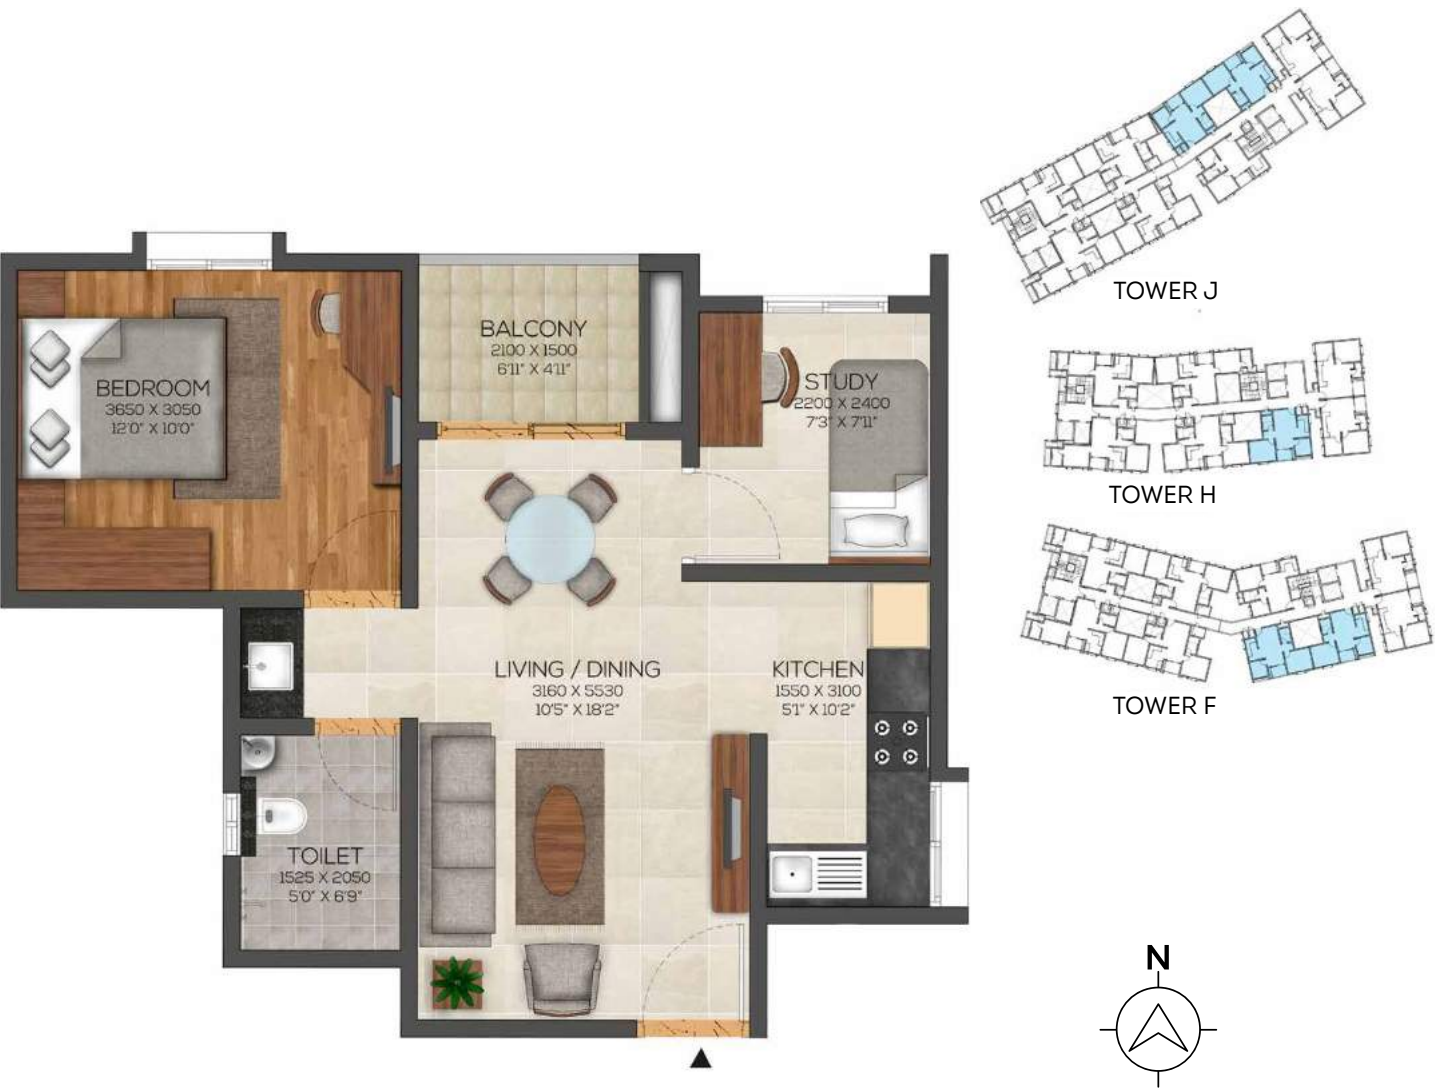 BEDROOM
3650 X 3050
12'0" X 10'0"
BALCONY
2100 X 1500
6'11" X 4'11"
STUDY
2200 X 2400
7'3" X 7'11"
LIVING / DINING
3160 X 5530
10'5" X 18'2"
KITCHEN
1550 X 3100
5'1" X 10'2"
TOILET
1525 X 2050
5'0" X 6'9"
TOWER J
TOWER H
TOWER F
N